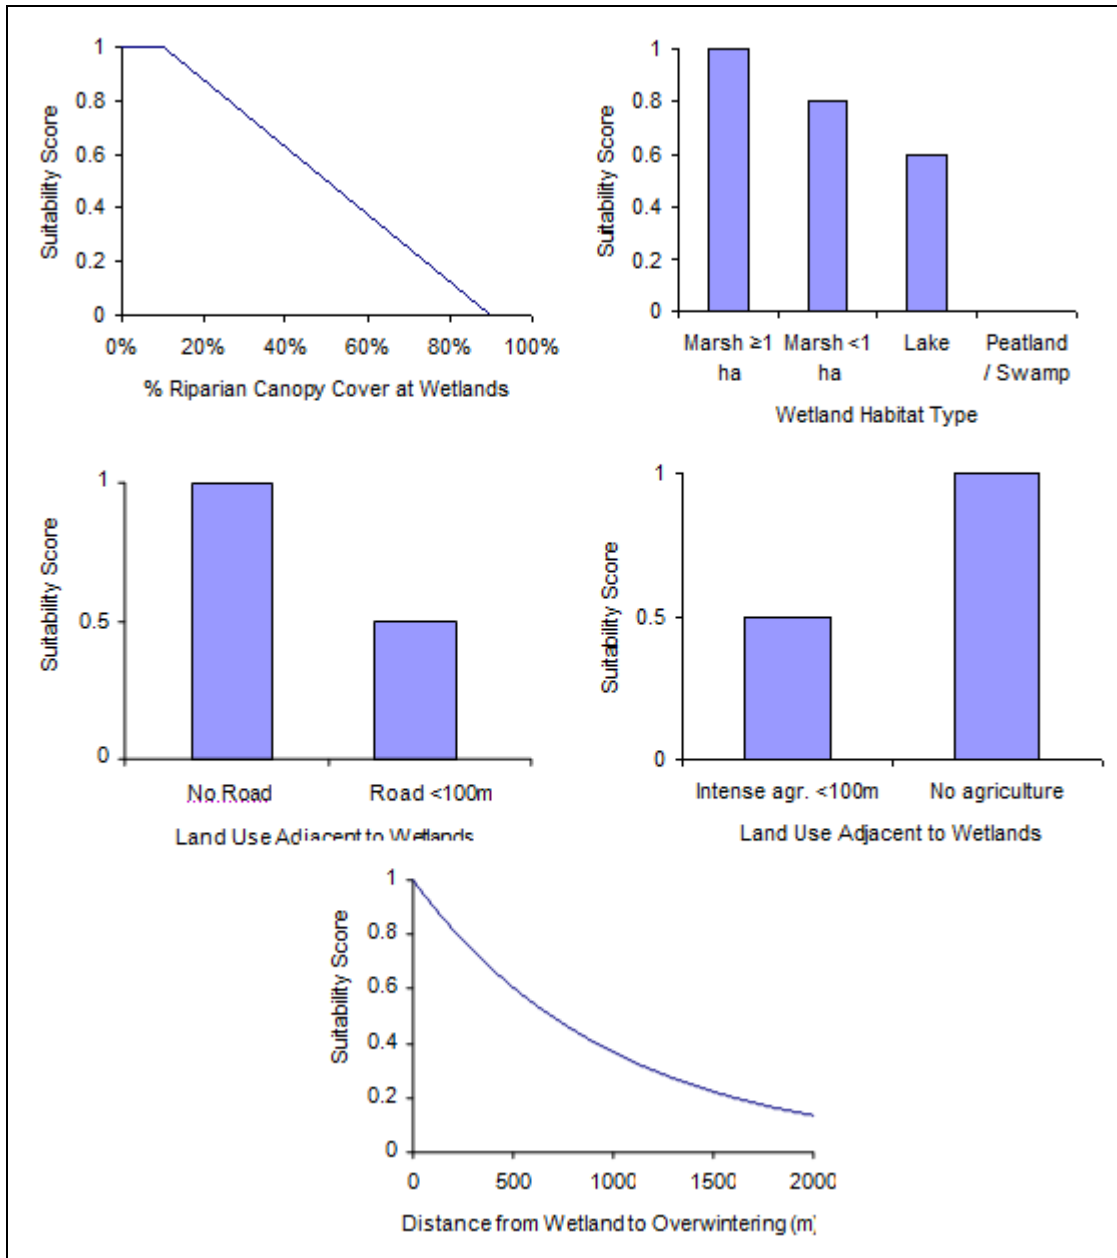 Suitability Score
1
0.8
0.6
0.4
0.2
0
0% 20% 40% 60% 80% 100%
% Riparian Canopy Cover at Wetlands
Suitability Score
1
0.8
0.6
0.4
0.2
0
Marsh ≥1 Marsh <1 Lake Peatland
ha ha / Swamp
Wetland Habitat Type
Suitability Score
1
0.5
0
No Road Road <100m
Land Use Adjacent to Wetlands
Suitability Score
1
0.5
0
Intense agr. <100m No agriculture
Land Use Adjacent to Wetlands
Suitability Score
1
0.8
0.6
0.4
0.2
0
0 500 1000 1500 2000
Distance from Wetland to Overwintering (m)